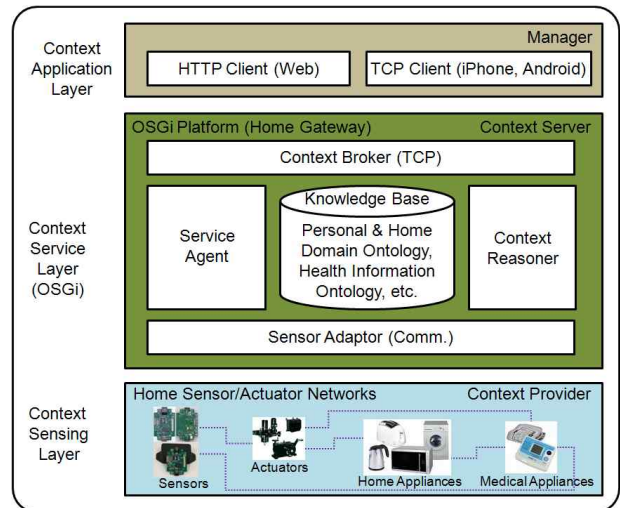 Context
Application
Layer
Manager
HTTP Client (Web)
TCP Client (iPhone, Android)
Context
Service
Layer
(OSGi)
OSGi Platform (Home Gateway)
Context Server
Context Broker (TCP)
Service
Agent
Knowledge Base
Personal & Home
Domain Ontology,
Health Information
Ontology, etc.
Context
Reasoner
Sensor Adaptor (Comm.)
Context
Sensing
Layer
Home Sensor/Actuator Networks
Context Provider
Sensors
Actuators
Home Appliances
Medical Appliances